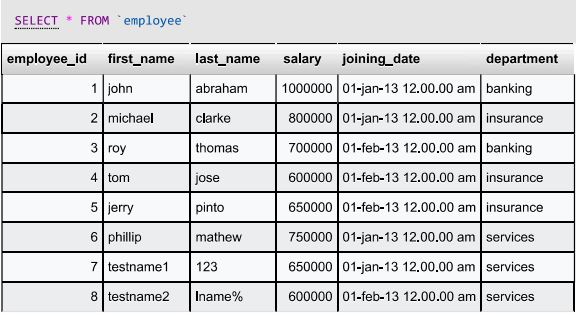 SELECT * FROM `employee`
employee_id first_name last_name salary joining_date department
1 john abraham 1000000 01-jan-13 12.00.00 am banking
2 michael clarke 800000 01-jan-13 12.00.00 am insurance
3 roy thomas 700000 01-feb-13 12.00.00 am banking
4 tom jose 600000 01-feb-13 12.00.00 am insurance
5 jerry pinto 650000 01-feb-13 12.00.00 am insurance
6 phillip mathew 750000 01-jan-13 12.00.00 am services
7 testname1 123 650000 01-jan-13 12.00.00 am services
8 testname2 lname% 600000 01-feb-13 12.00.00 am services